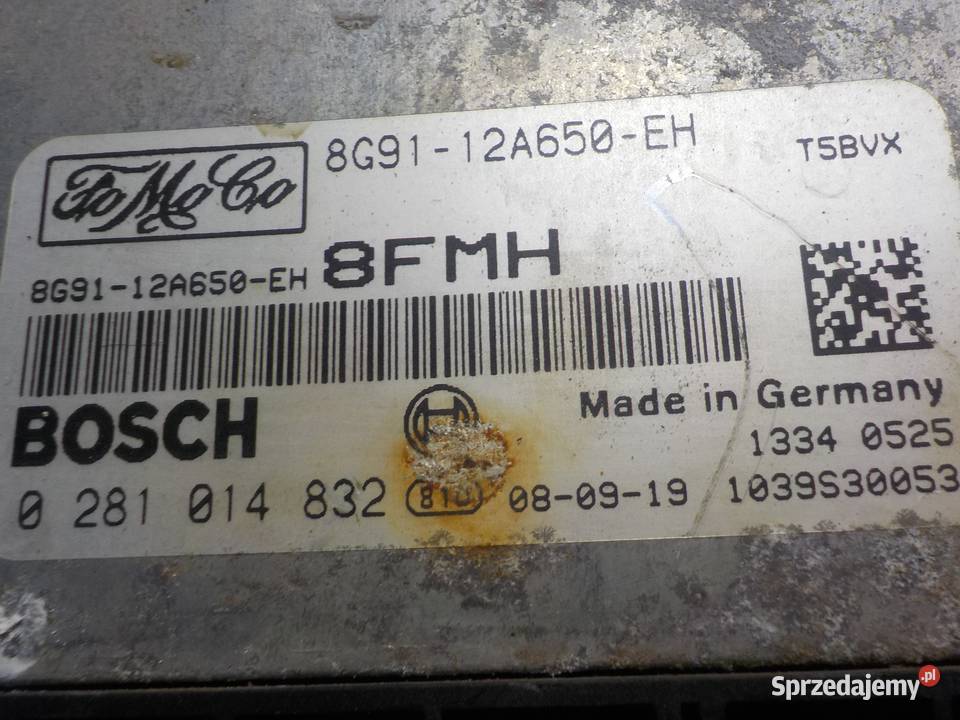 FoMoCo
8G91-12A650-EH
T5BVX
8G91-12A650-EH 8FMH
BOSCH
Made in Germany
1334 0525
0 281 014 832
08-09-19 1039S30053
Sprzedajemy.pl